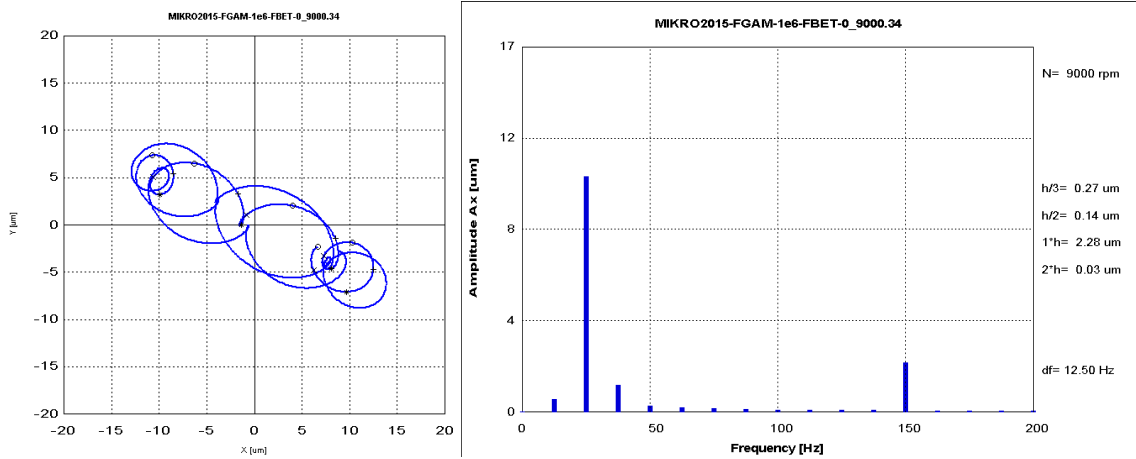 MIKRO2015-FGAM-1e6-FBET-0_9000.34
20
15
10
5
0
-5
-10
-15
-20
Y [um]
-20 -15 -10 -5 0 5 10 15 20
X [um]
MIKRO2015-FGAM-1e6-FBET-0_9000.34
17
13
8
4
0
Amplitude Ax [um]
0 50 100 150 200
Frequency [Hz]
N= 9000 rpm
h/3= 0.27 um
h/2= 0.14 um
1*h= 2.28 um
2*h= 0.03 um
df= 12.50 Hz